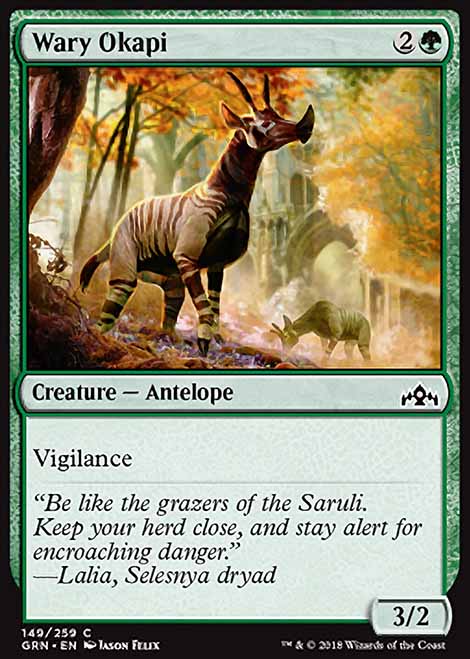 Wary Okapi 2
Creature — Antelope
Vigilance
“Be like the grazers of the Saruli.
Keep your herd close, and stay alert for
encroaching danger.”
—Lalia, Selesnya dryad
3/2
149/259 C
GRN • EN Jason Felix ™ & © 2018 Wizards of the Coast